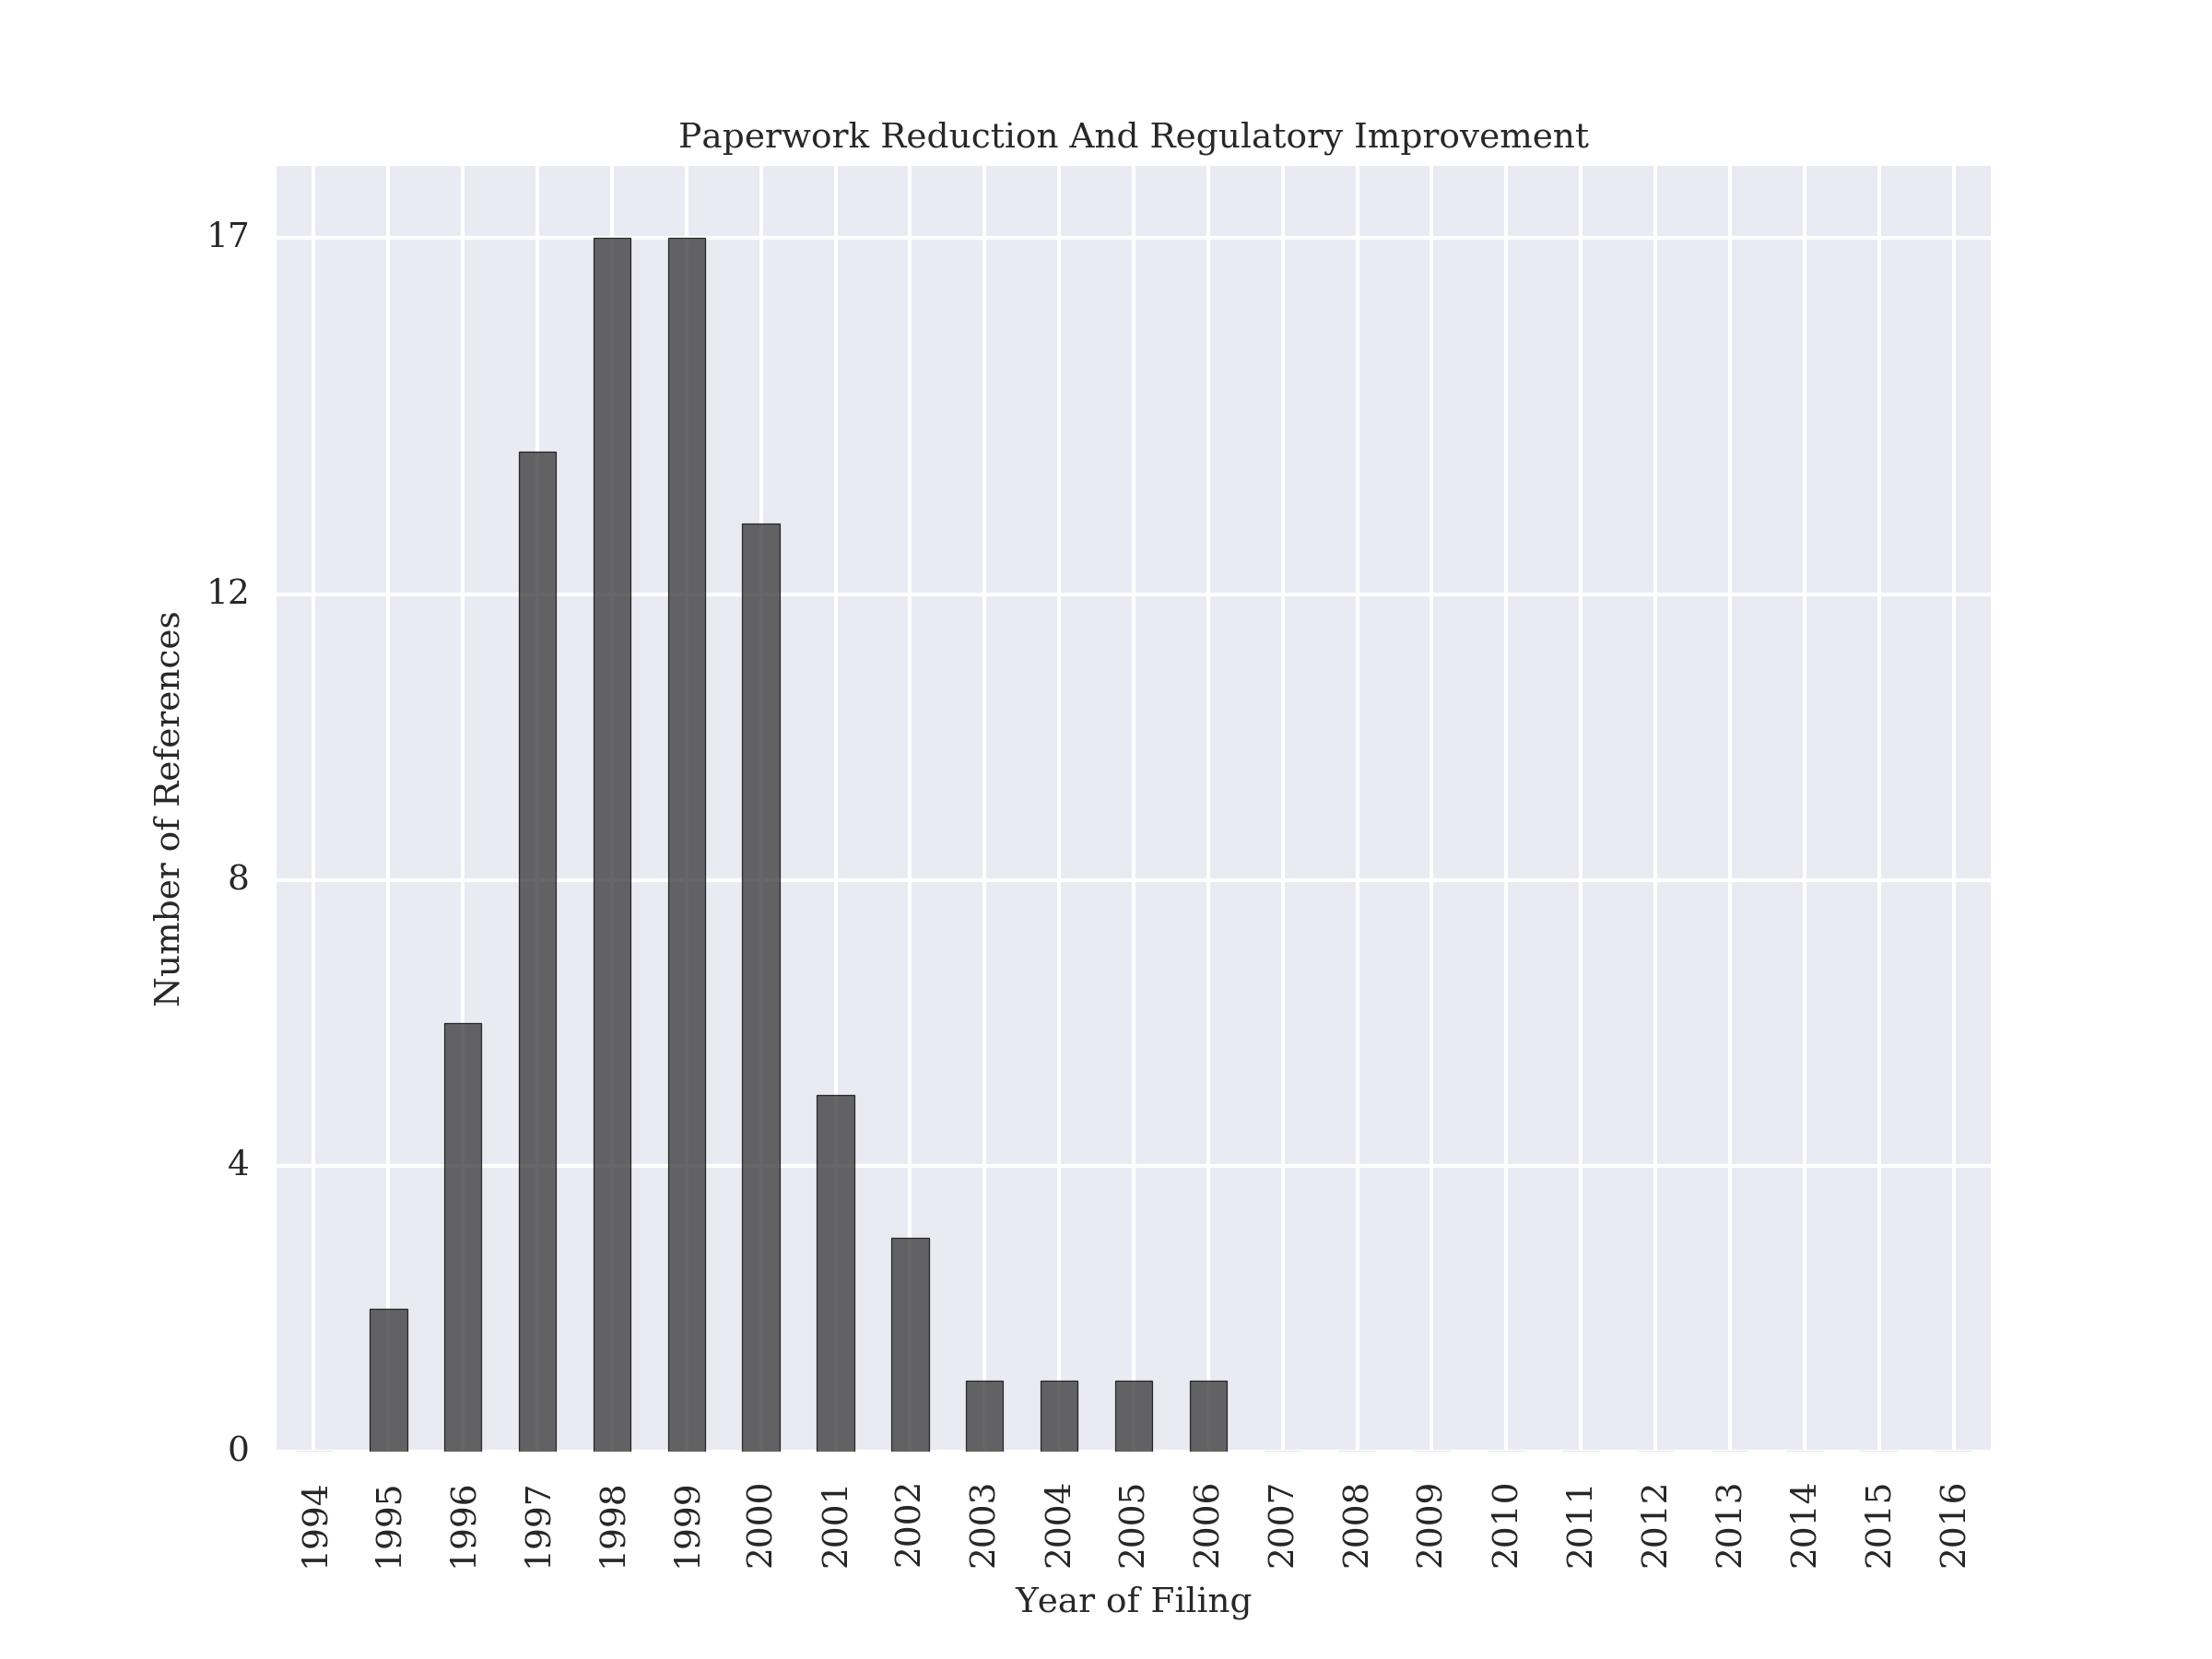 Paperwork Reduction And Regulatory Improvement
Number of References
17
12
8
4
0
1994 1995 1996 1997 1998 1999 2000 2001 2002 2003 2004 2005 2006 2007 2008 2009 2010 2011 2012 2013 2014 2015 2016
Year of Filing